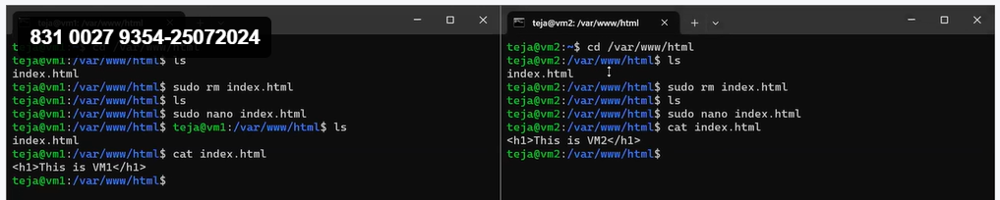 teja@vm1: /var/www/html
831 0027 9354-25072024
cd /var/www/html
teja@vm1:/var/www/html$ ls
index.html
teja@vm1:/var/www/html$ sudo rm index.html
teja@vm1:/var/www/html$ ls
teja@vm1:/var/www/html$ sudo nano index.html
teja@vm1:/var/www/html$ teja@vm1:/var/www/html$ ls
index.html
teja@vm1:/var/www/html$ cat index.html
<h1>This is VM1</h1>
teja@vm1:/var/www/html$
teja@vm2: /var/www/html
teja@vm2:~$ cd /var/www/html
teja@vm2:/var/www/html$ ls
index.html
teja@vm2:/var/www/html$ sudo rm index.html
teja@vm2:/var/www/html$ ls
teja@vm2:/var/www/html$ sudo nano index.html
teja@vm2:/var/www/html$ cat index.html
<h1>This is VM2</h1>
teja@vm2:/var/www/html$